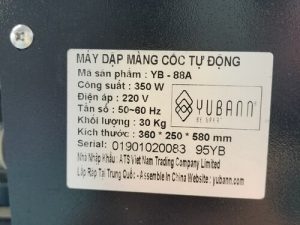 MÁY DẬP MÀNG CỐC TỰ ĐỘNG
Mã sản phẩm : YB - 88A
Công suất : 350 W
Điện áp : 220 V
Tần số : 50~60 Hz
Khối lượng : 30 Kg
Kích thước : 360 * 250 * 580 mm
Serial: 01901020083 95YB
Nhà Nhập Khẩu : ATS Viet Nam Trading Company Limited
Lắp Ráp Tại Trung Quốc - Assemble In China Website : yubann.com
YUBANN
BE EXPERT